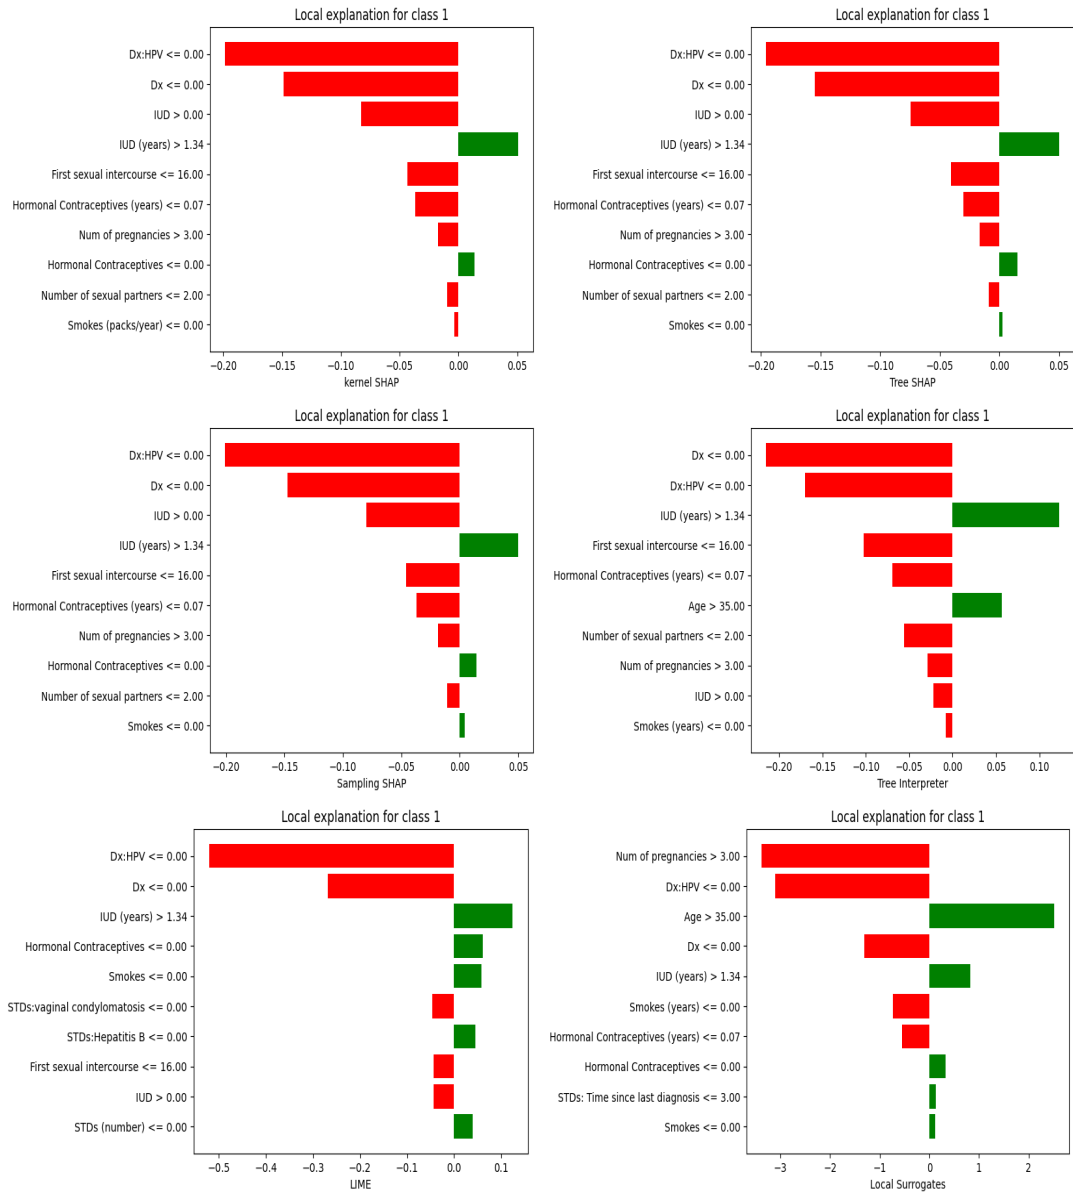 Local explanation for class 1
Dx:HPV <= 0.00
Dx <= 0.00
IUD > 0.00
IUD (years) > 1.34
First sexual intercourse <= 16.00
Hormonal Contraceptives (years) <= 0.07
Num of pregnancies > 3.00
Hormonal Contraceptives <= 0.00
Number of sexual partners <= 2.00
Smokes (packs/year) <= 0.00
−0.20 −0.15 −0.10 −0.05 0.00 0.05
kernel SHAP
Local explanation for class 1
Dx:HPV <= 0.00
Dx <= 0.00
IUD > 0.00
IUD (years) > 1.34
First sexual intercourse <= 16.00
Hormonal Contraceptives (years) <= 0.07
Num of pregnancies > 3.00
Hormonal Contraceptives <= 0.00
Number of sexual partners <= 2.00
Smokes <= 0.00
−0.20 −0.15 −0.10 −0.05 0.00 0.05
Tree SHAP
Local explanation for class 1
Dx:HPV <= 0.00
Dx <= 0.00
IUD > 0.00
IUD (years) > 1.34
First sexual intercourse <= 16.00
Hormonal Contraceptives (years) <= 0.07
Num of pregnancies > 3.00
Hormonal Contraceptives <= 0.00
Number of sexual partners <= 2.00
Smokes <= 0.00
−0.20 −0.15 −0.10 −0.05 0.00 0.05
Sampling SHAP
Local explanation for class 1
Dx <= 0.00
Dx:HPV <= 0.00
IUD (years) > 1.34
First sexual intercourse <= 16.00
Hormonal Contraceptives (years) <= 0.07
Age > 35.00
Number of sexual partners <= 2.00
Num of pregnancies > 3.00
IUD > 0.00
Smokes (years) <= 0.00
−0.20 −0.15 −0.10 −0.05 0.00 0.05 0.10
Tree Interpreter
Local explanation for class 1
Dx:HPV <= 0.00
Dx <= 0.00
IUD (years) > 1.34
Hormonal Contraceptives <= 0.00
Smokes <= 0.00
STDs:vaginal condylomatosis <= 0.00
STDs:Hepatitis B <= 0.00
First sexual intercourse <= 16.00
IUD > 0.00
STDs (number) <= 0.00
−0.5 −0.4 −0.3 −0.2 −0.1 0.0 0.1
LIME
Local explanation for class 1
Num of pregnancies > 3.00
Dx:HPV <= 0.00
Age > 35.00
Dx <= 0.00
IUD (years) > 1.34
Smokes (years) <= 0.00
Hormonal Contraceptives (years) <= 0.07
Hormonal Contraceptives <= 0.00
STDs: Time since last diagnosis <= 3.00
Smokes <= 0.00
−3 −2 −1 0 1 2
Local Surrogates